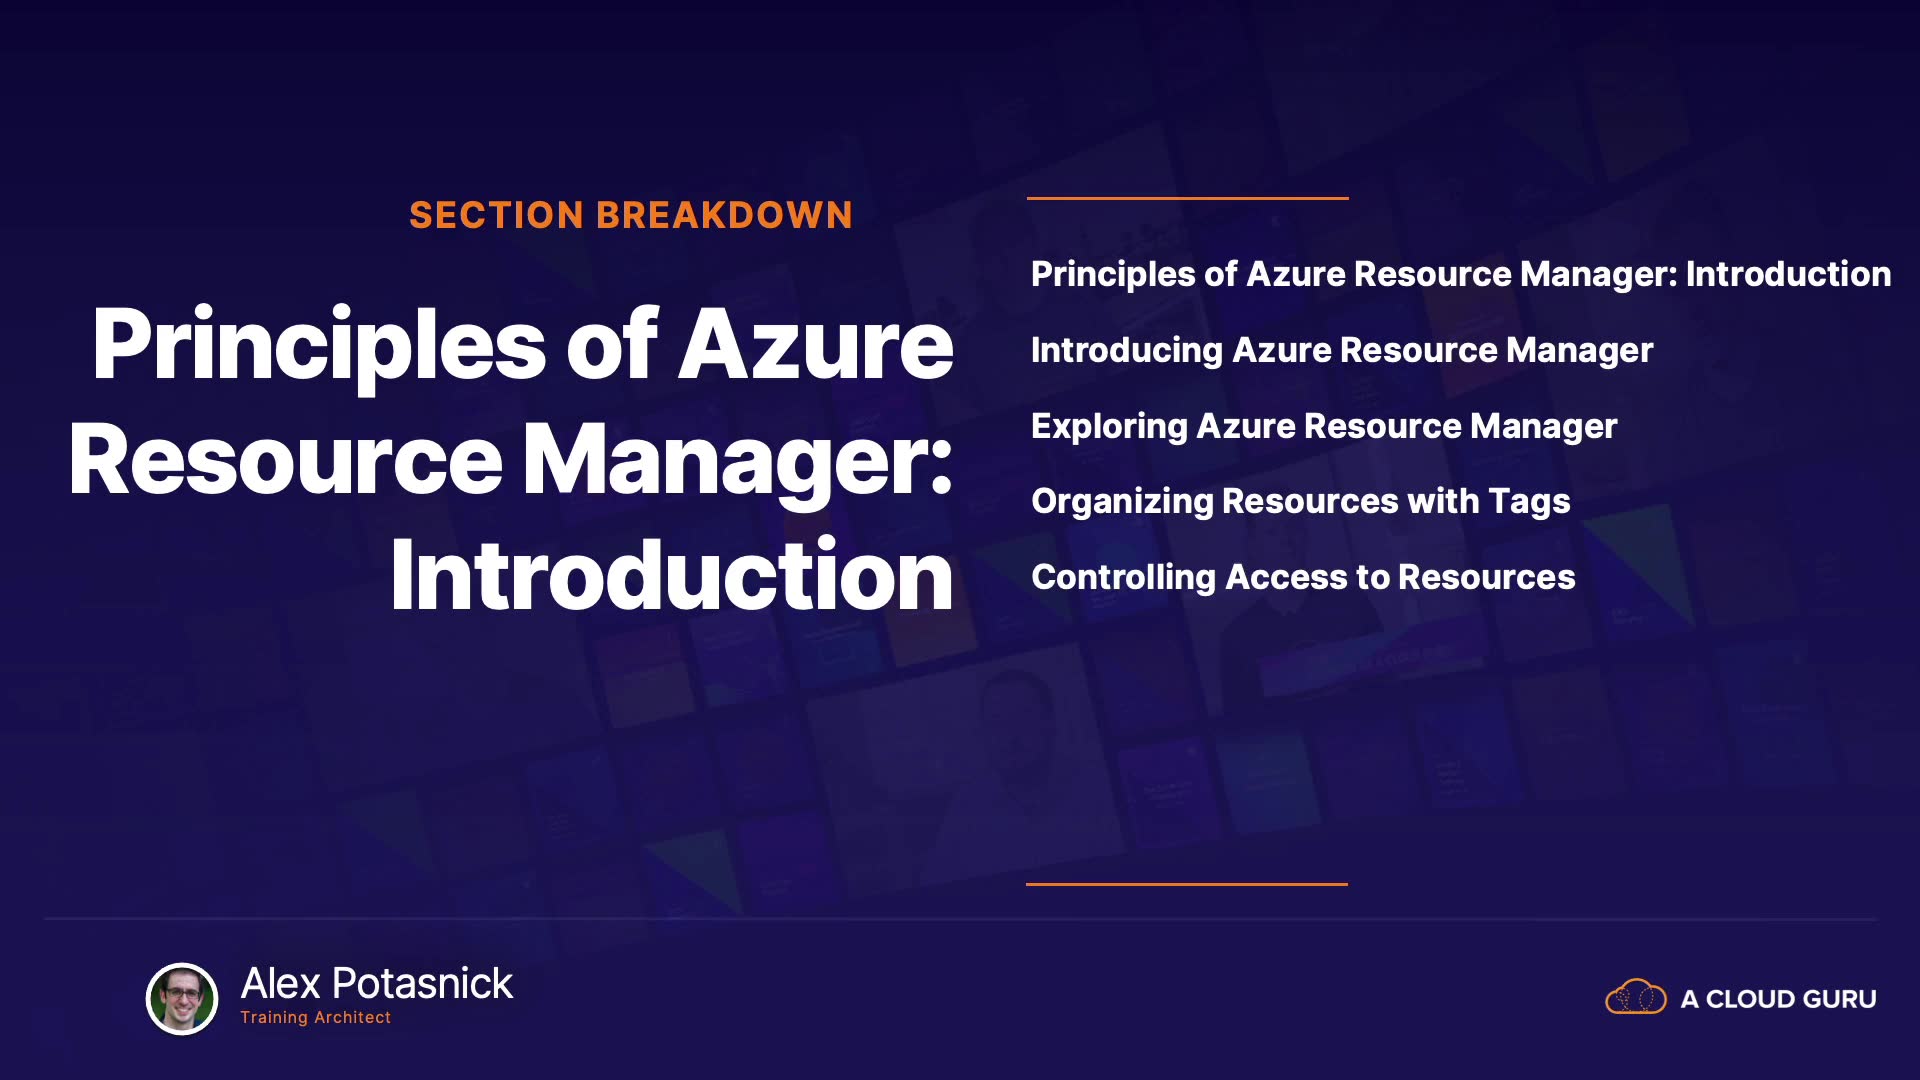 SECTION BREAKDOWN
Principles of Azure
Resource Manager:
Introduction
Principles of Azure Resource Manager: Introduction
Introducing Azure Resource Manager
Exploring Azure Resource Manager
Organizing Resources with Tags
Controlling Access to Resources
Alex Potasnick
Training Architect
A CLOUD GURU